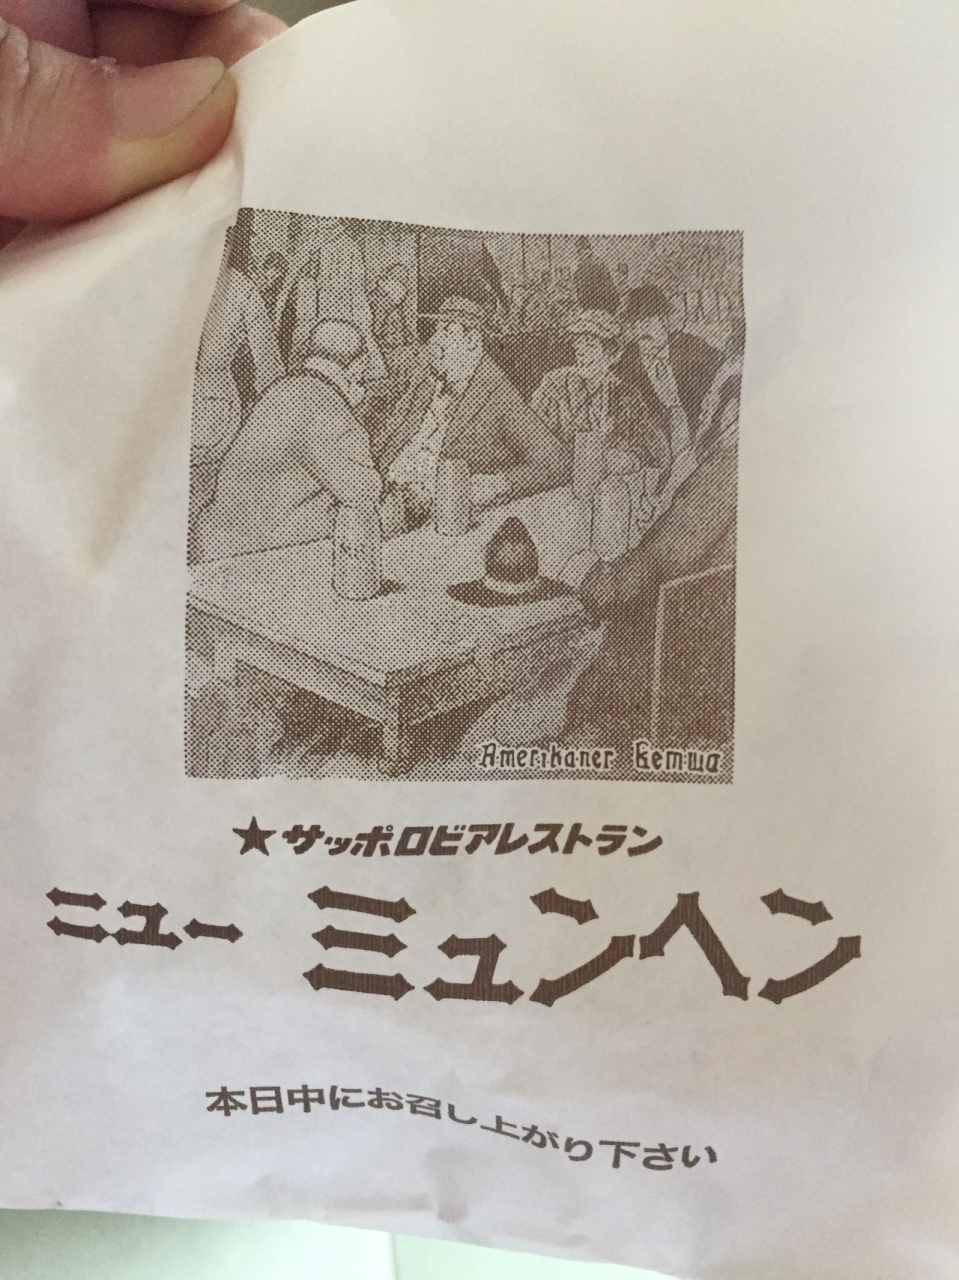 Amerikaner Gemua
★サッポロビアレストラン
ニューミュンヘン
本日中にお召し上がり下さい